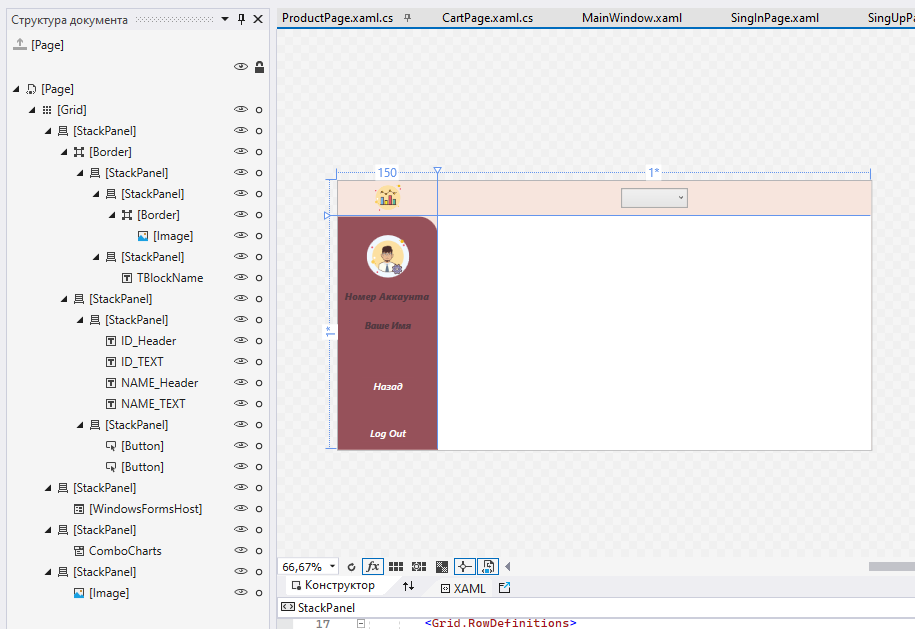 Структура документа
ProductPage.xaml.cs
CartPage.xaml.cs
MainWindow.xaml
SingInPage.xaml
SingUpPa
[Page]
[Page]
[Grid]
[StackPanel]
[Border]
[StackPanel]
[StackPanel]
[Border]
[Image]
[StackPanel]
TBlockName
[StackPanel]
[StackPanel]
ID_Header
ID_TEXT
NAME_Header
NAME_TEXT
[StackPanel]
[Button]
[Button]
[StackPanel]
[WindowsFormsHost]
[StackPanel]
ComboCharts
[StackPanel]
[Image]
150
1*
1*
Номер Аккаунта
Ваше Имя
Назад
Log Out
66,67%
fx
Конструктор
XAML
StackPanel
17 <Grid.RowDefinitions>